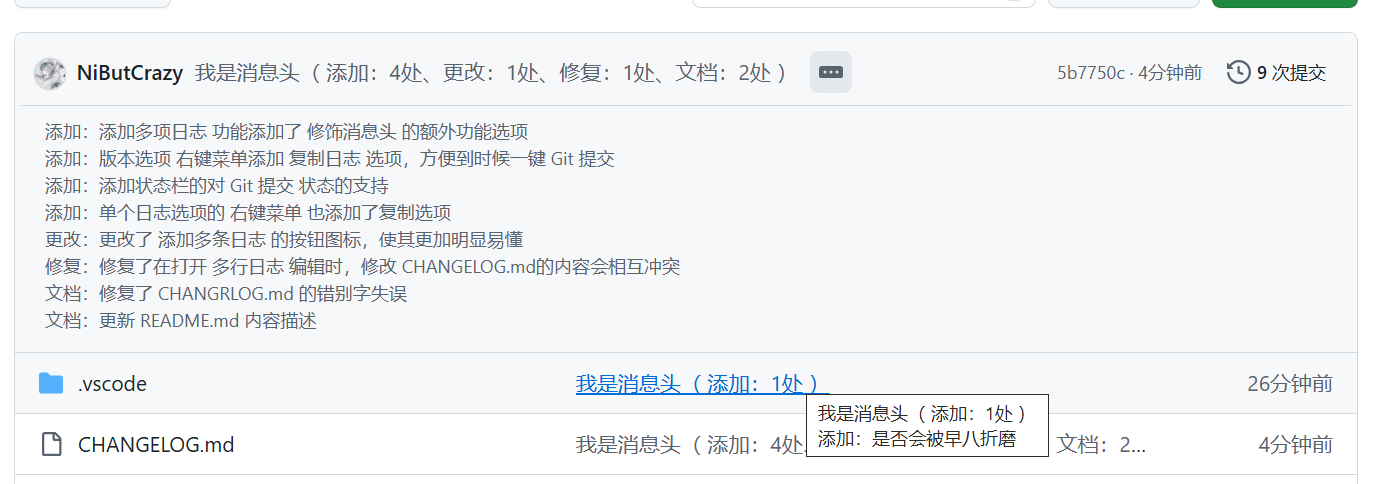 NiButCrazy 我是消息头（ 添加：4处、更改：1处、修复：1处、文档：2处 ） 5b7750c · 4分钟前 9 次提交
添加：添加多项日志 功能添加了 修饰消息头 的额外功能选项
添加：版本选项 右键菜单添加 复制日志 选项，方便到时候一键 Git 提交
添加：添加状态栏的对 Git 提交 状态的支持
添加：单个日志选项的 右键菜单 也添加了复制选项
更改：更改了 添加多条日志 的按钮图标，使其更加明显易懂
修复：修复了在打开 多行日志 编辑时，修改 CHANGELOG.md的内容会相互冲突
文档：修复了 CHANGRLOG.md 的错别字失误
文档：更新 README.md 内容描述
.vscode 我是消息头（ 添加：1处 ） 26分钟前
我是消息头（ 添加：1处 ）
添加：是否会被早八折磨
CHANGELOG.md 我是消息头（ 添加：4处 文档：2... 4分钟前